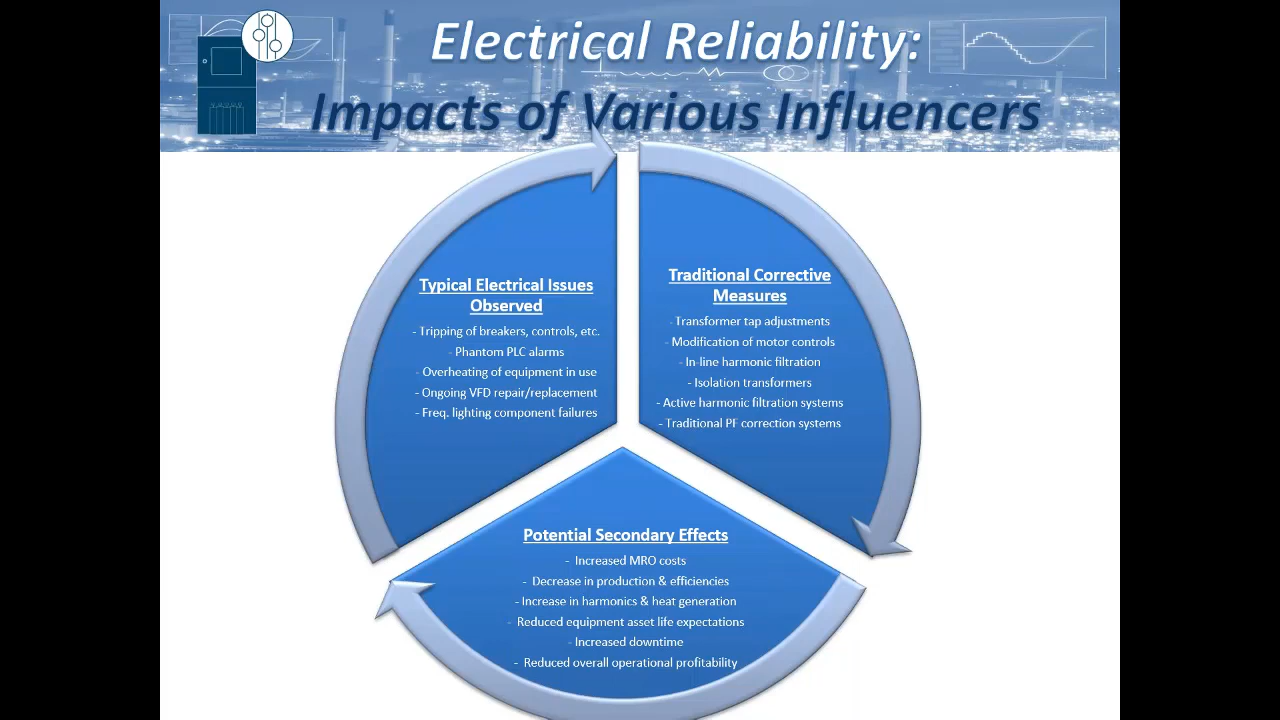 Electrical Reliability:
Impacts of Various Influencers
Typical Electrical Issues
Observed
- Tripping of breakers, controls, etc.
- Phantom PLC alarms
- Overheating of equipment in use
- Ongoing VFD repair/replacement
- Freq. lighting component failures
Traditional Corrective
Measures
- Transformer tap adjustments
- Modification of motor controls
- In-line harmonic filtration
- Isolation transformers
- Active harmonic filtration systems
- Traditional PF correction systems
Potential Secondary Effects
- Increased MRO costs
- Decrease in production & efficiencies
- Increase in harmonics & heat generation
- Reduced equipment asset life expectations
- Increased downtime
- Reduced overall operational profitability